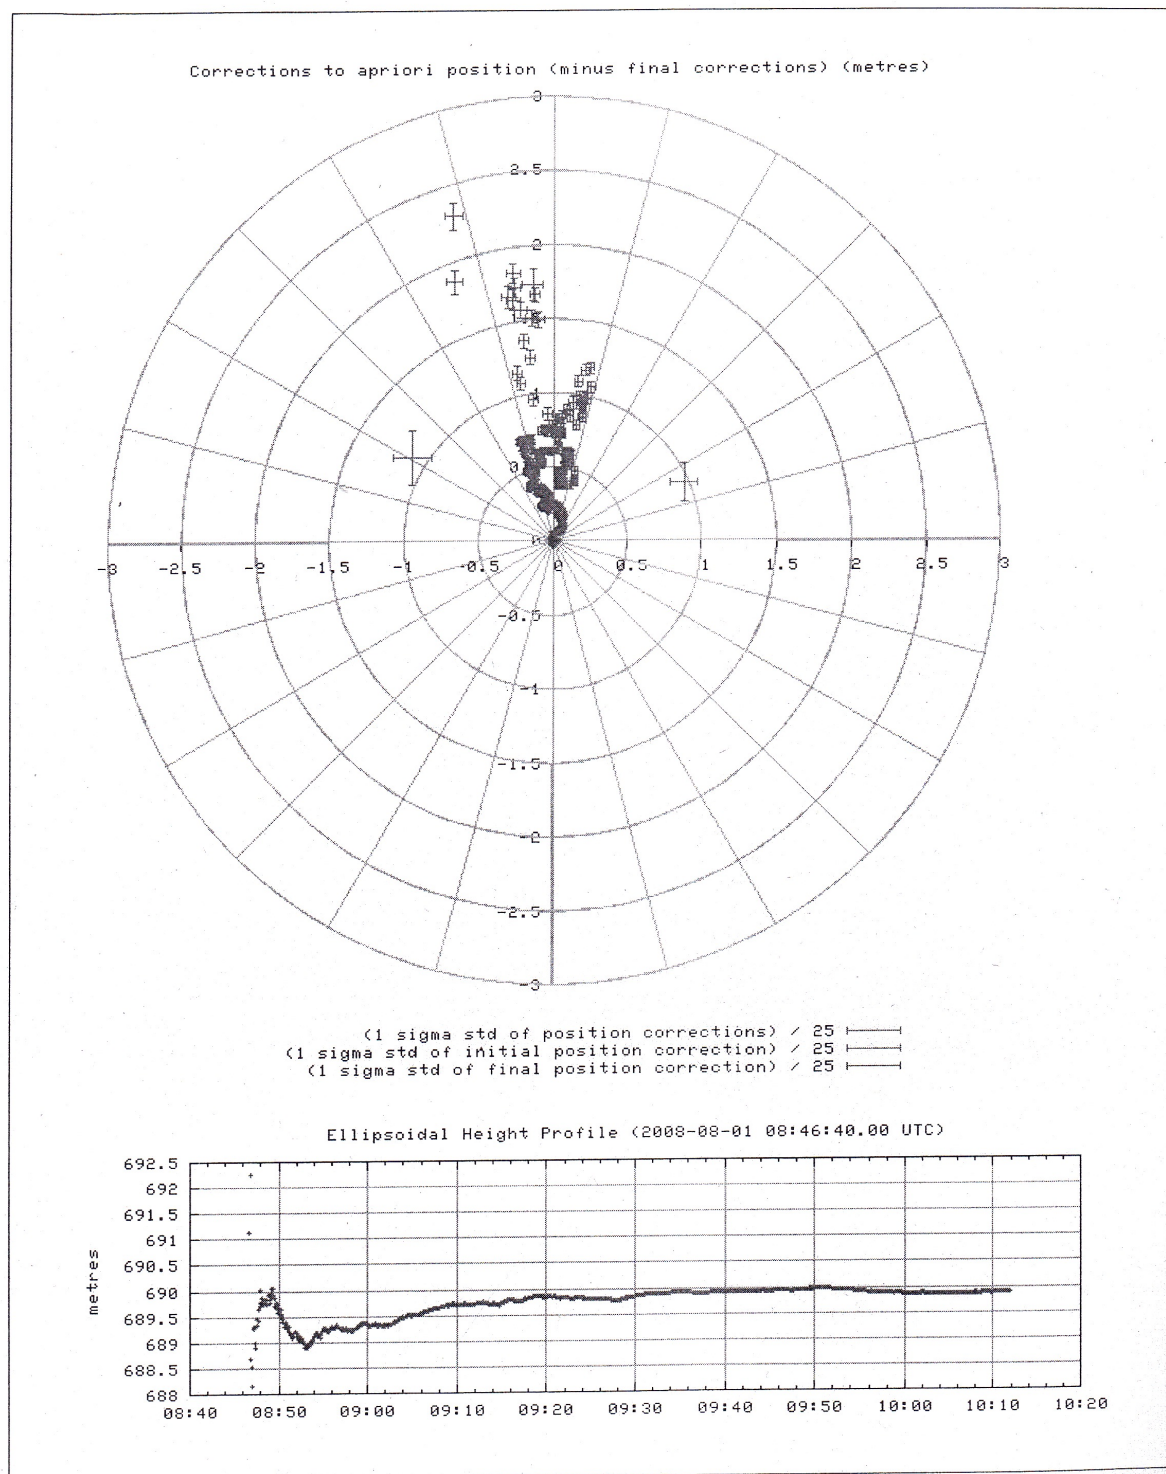 Corrections to apriori position (minus final corrections) (metres)
3
2.5
2
1.5
1
0
0
-3 -2.5 -2 -1.5 -1 -0.5 0 0.5 1 1.5 2 2.5 3
-0.5
-1
-1.5
-2
-2.5
-3
(1 sigma std of position corrections) / 25
(1 sigma std of initial position correction) / 25
(1 sigma std of final position correction) / 25
Ellipsoidal Height Profile (2008-08-01 08:46:40.00 UTC)
692.5
692
691.5
691
690.5
690
689.5
689
688.5
688
metres
08:40 08:50 09:00 09:10 09:20 09:30 09:40 09:50 10:00 10:10 10:20